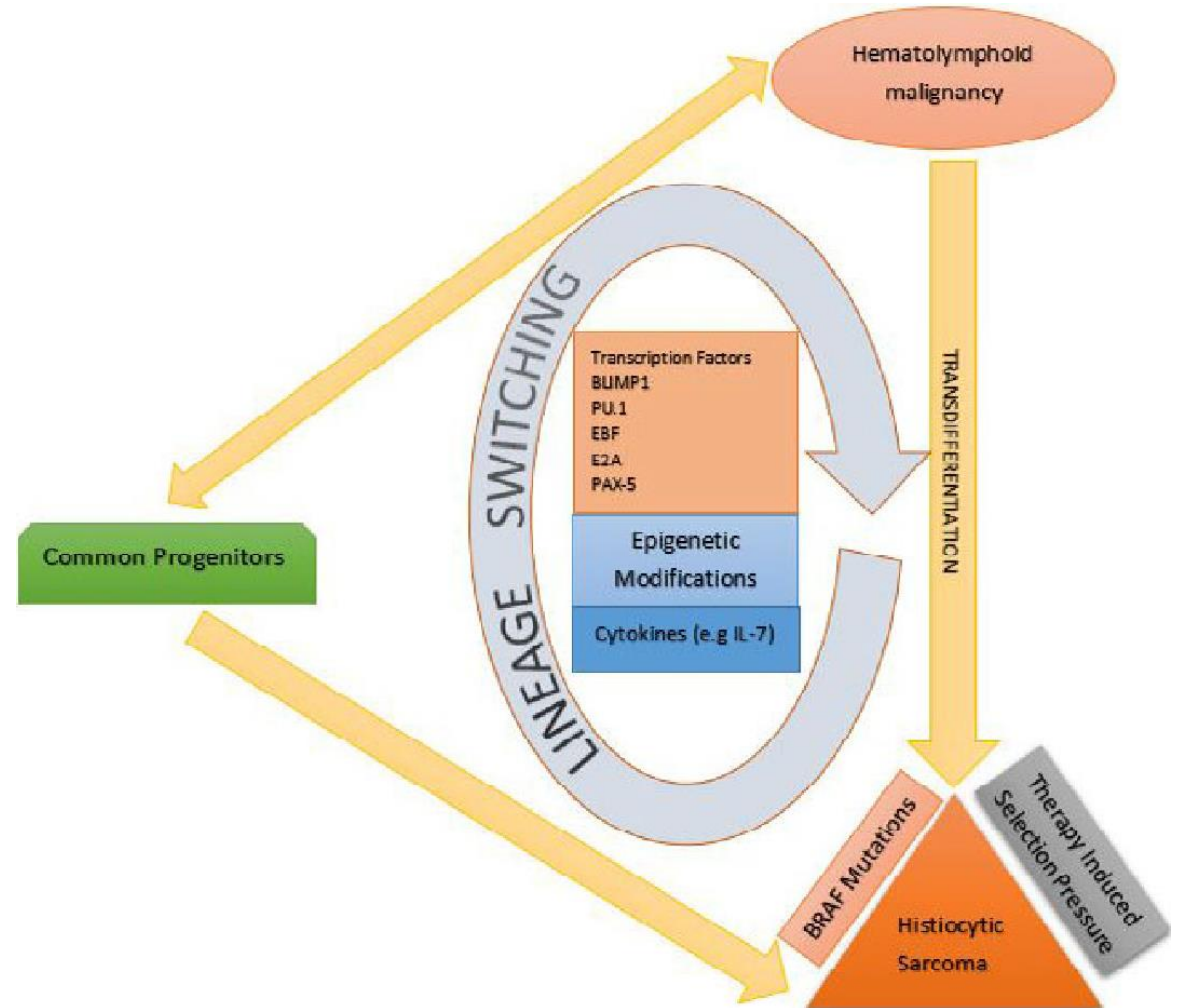 Hematolymphoid
malignancy
LINEAGE SWITCHING
Transcription Factors
BLIMP1
PU.1
EBF
E2A
PAX-5
TRANSDIFFERENTIATION
Epigenetic
Modifications
Common Progenitors
Cytokines (e.g IL-7)
BRAF Mutations
Therapy Induced
Selection Pressure
Histiocytic
Sarcoma